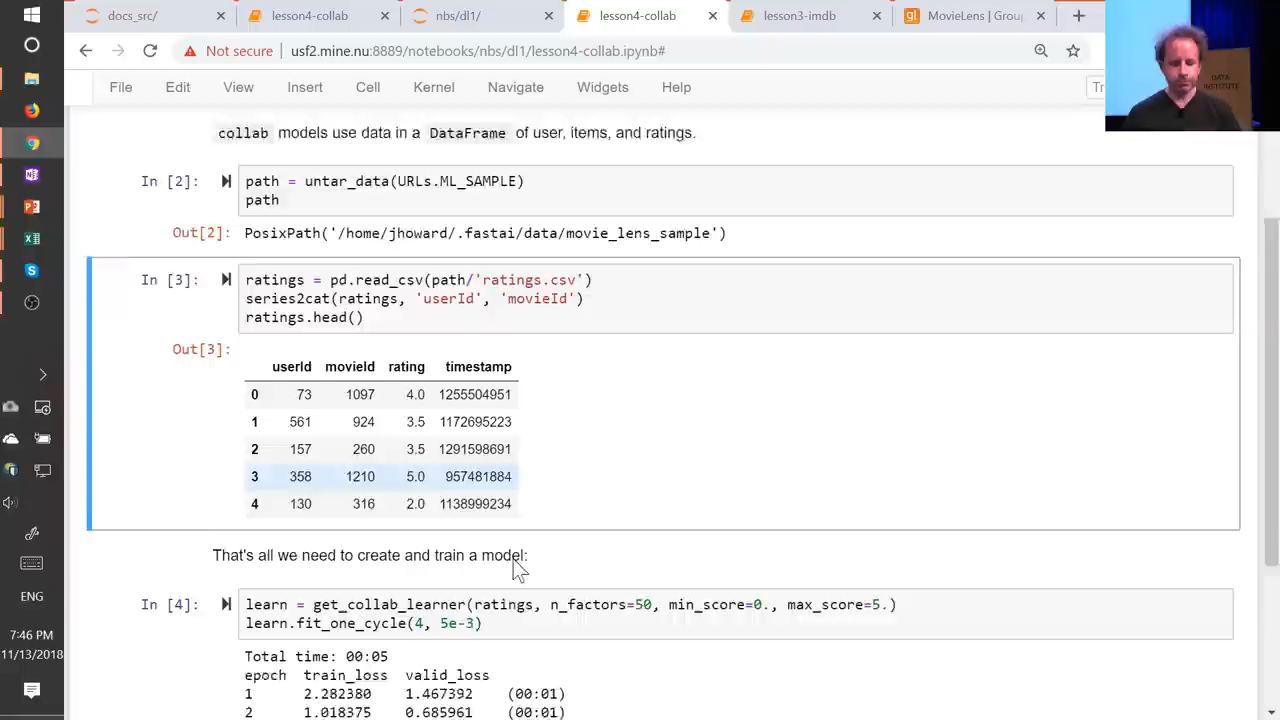 docs_src/
lesson4-collab
nbs/dl1/
lesson4-collab
lesson3-imdb
MovieLens | Grou
Not secure
usf2.mine.nu:8889/notebooks/nbs/dl1/lesson4-collab.ipynb#
File
Edit
View
Insert
Cell
Kernel
Navigate
Widgets
Help
DATA
INSTITUTE
collab models use data in a DataFrame of user, items, and ratings.
In [2]:
path = untar_data(URLs.ML_SAMPLE)
path
Out[2]:
PosixPath('/home/jhoward/.fastai/data/movie_lens_sample')
In [3]:
ratings = pd.read_csv(path/'ratings.csv')
series2cat(ratings, 'userId', 'movieId')
ratings.head()
Out[3]:
userId movieId rating timestamp
0 73 1097 4.0 1255504951
1 561 924 3.5 1172695223
2 157 260 3.5 1291598691
3 358 1210 5.0 957481884
4 130 316 2.0 1138999234
That's all we need to create and train a model:
In [4]:
learn = get_collab_learner(ratings, n_factors=50, min_score=0., max_score=5.)
learn.fit_one_cycle(4, 5e-3)
Total time: 00:05
epoch train_loss valid_loss
1 2.282380 1.467392 (00:01)
2 1.018375 0.685961 (00:01)
ENG
7:46 PM
11/13/2018